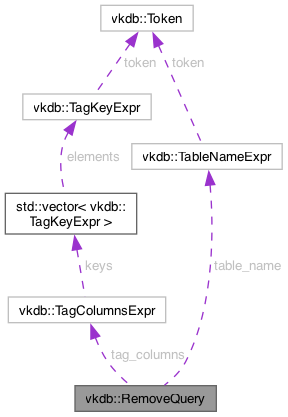 vkdb::Token
token
token
vkdb::TagKeyExpr
elements
vkdb::TableNameExpr
std::vector< vkdb::
TagKeyExpr >
keys
table_name
vkdb::TagColumnsExpr
tag_columns
vkdb::RemoveQuery